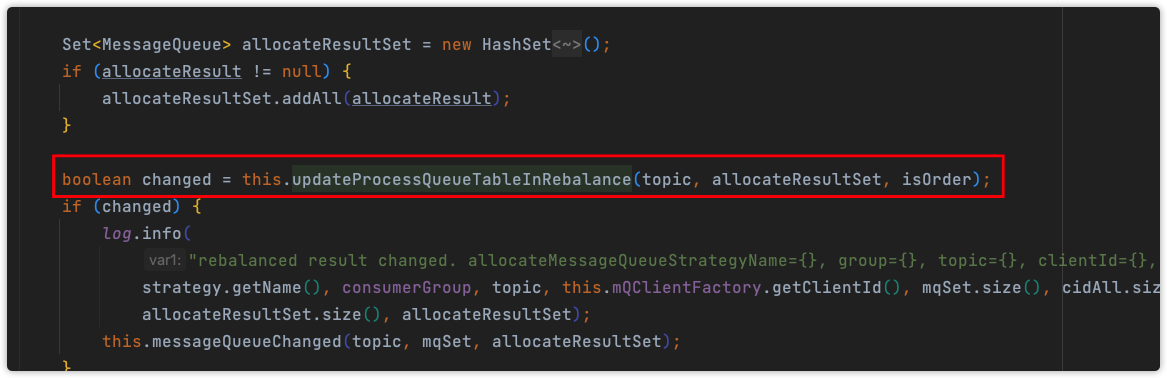 Set<MessageQueue> allocateResultSet = new HashSet<~>();
if (allocateResult != null) {
allocateResultSet.addAll(allocateResult);
}
boolean changed = this.updateProcessQueueTableInRebalance(topic, allocateResultSet, isOrder);
if (changed) {
log.info(
var1: "rebalanced result changed. allocateMessageQueueStrategyName={}, group={}, topic={}, clientId={},
strategy.getName(), consumerGroup, topic, this.mQClientFactory.getClientId(), mqSet.size(), cidAll.siz
allocateResultSet.size(), allocateResultSet);
this.messageQueueChanged(topic, mqSet, allocateResultSet);
}